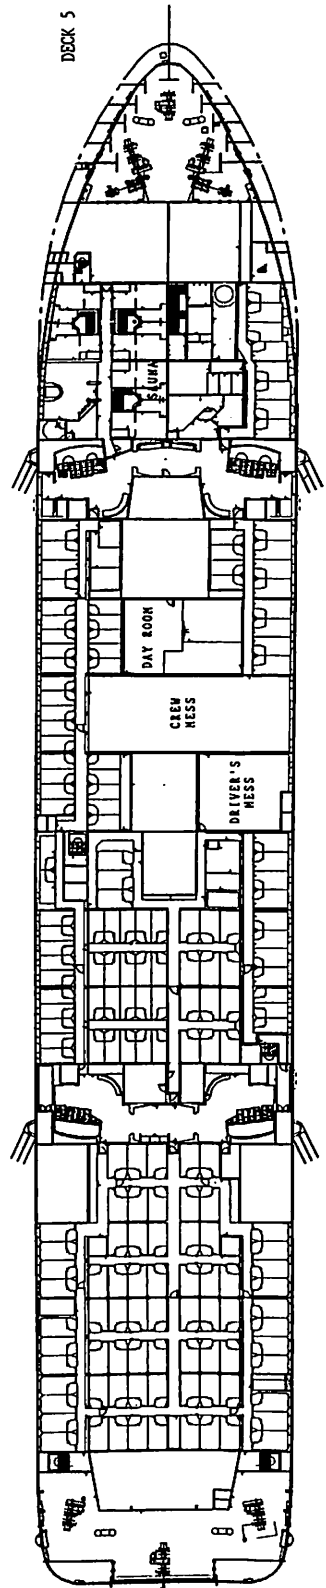 DECK 5
SAUNA
DAY ROOM
CREW
MESS
DRIVER'S
MESS